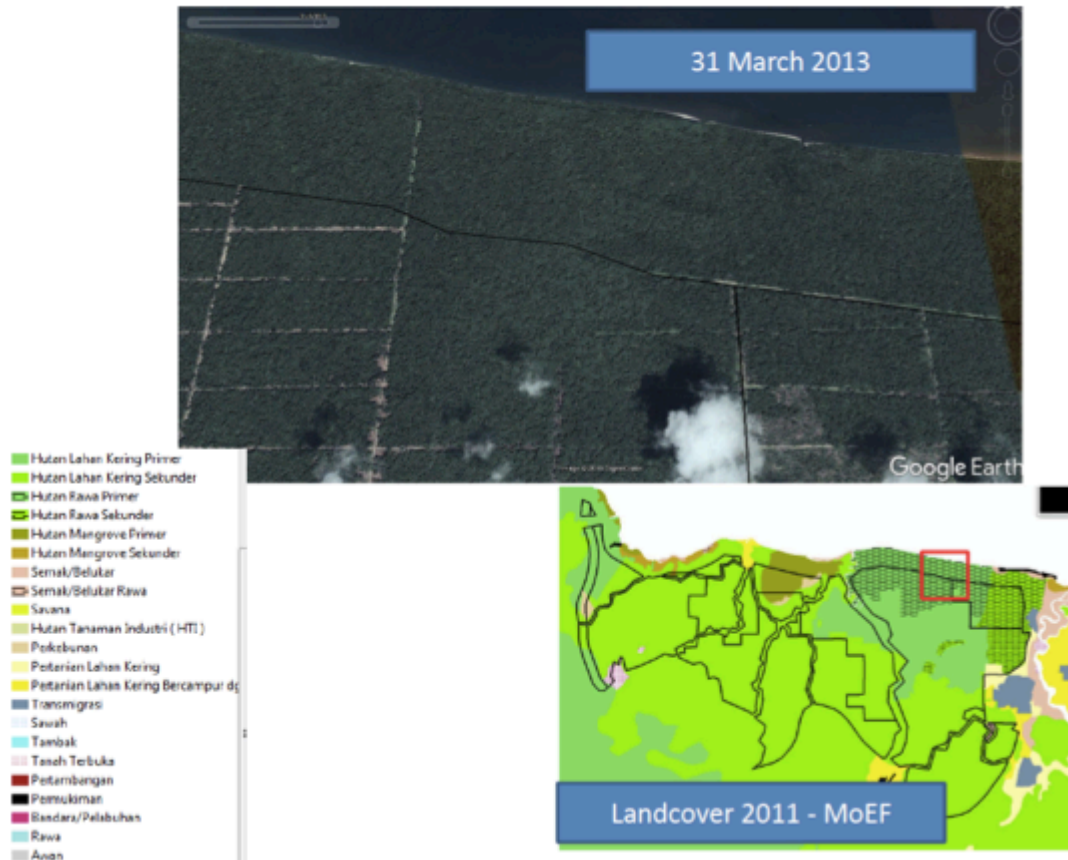 31 March 2013
Google Earth
Hutan Lahan Kering Primer
Hutan Lahan Kering Sekunder
Hutan Rawa Primer
Hutan Rawa Sekunder
Hutan Mangrove Primer
Hutan Mangrove Sekunder
Semak/Belukar
Semak/Belukar Rawa
Savana
Hutan Tanaman Industri ( HTI )
Perkebunan
Pertanian Lahan Kering
Pertanian Lahan Kering Bercampur dg
Transmigrasi
Sawah
Tambak
Tanah Terbuka
Pertambangan
Permukiman
Bandara/Pelabuhan
Rawa
Awan
Landcover 2011 - MoEF